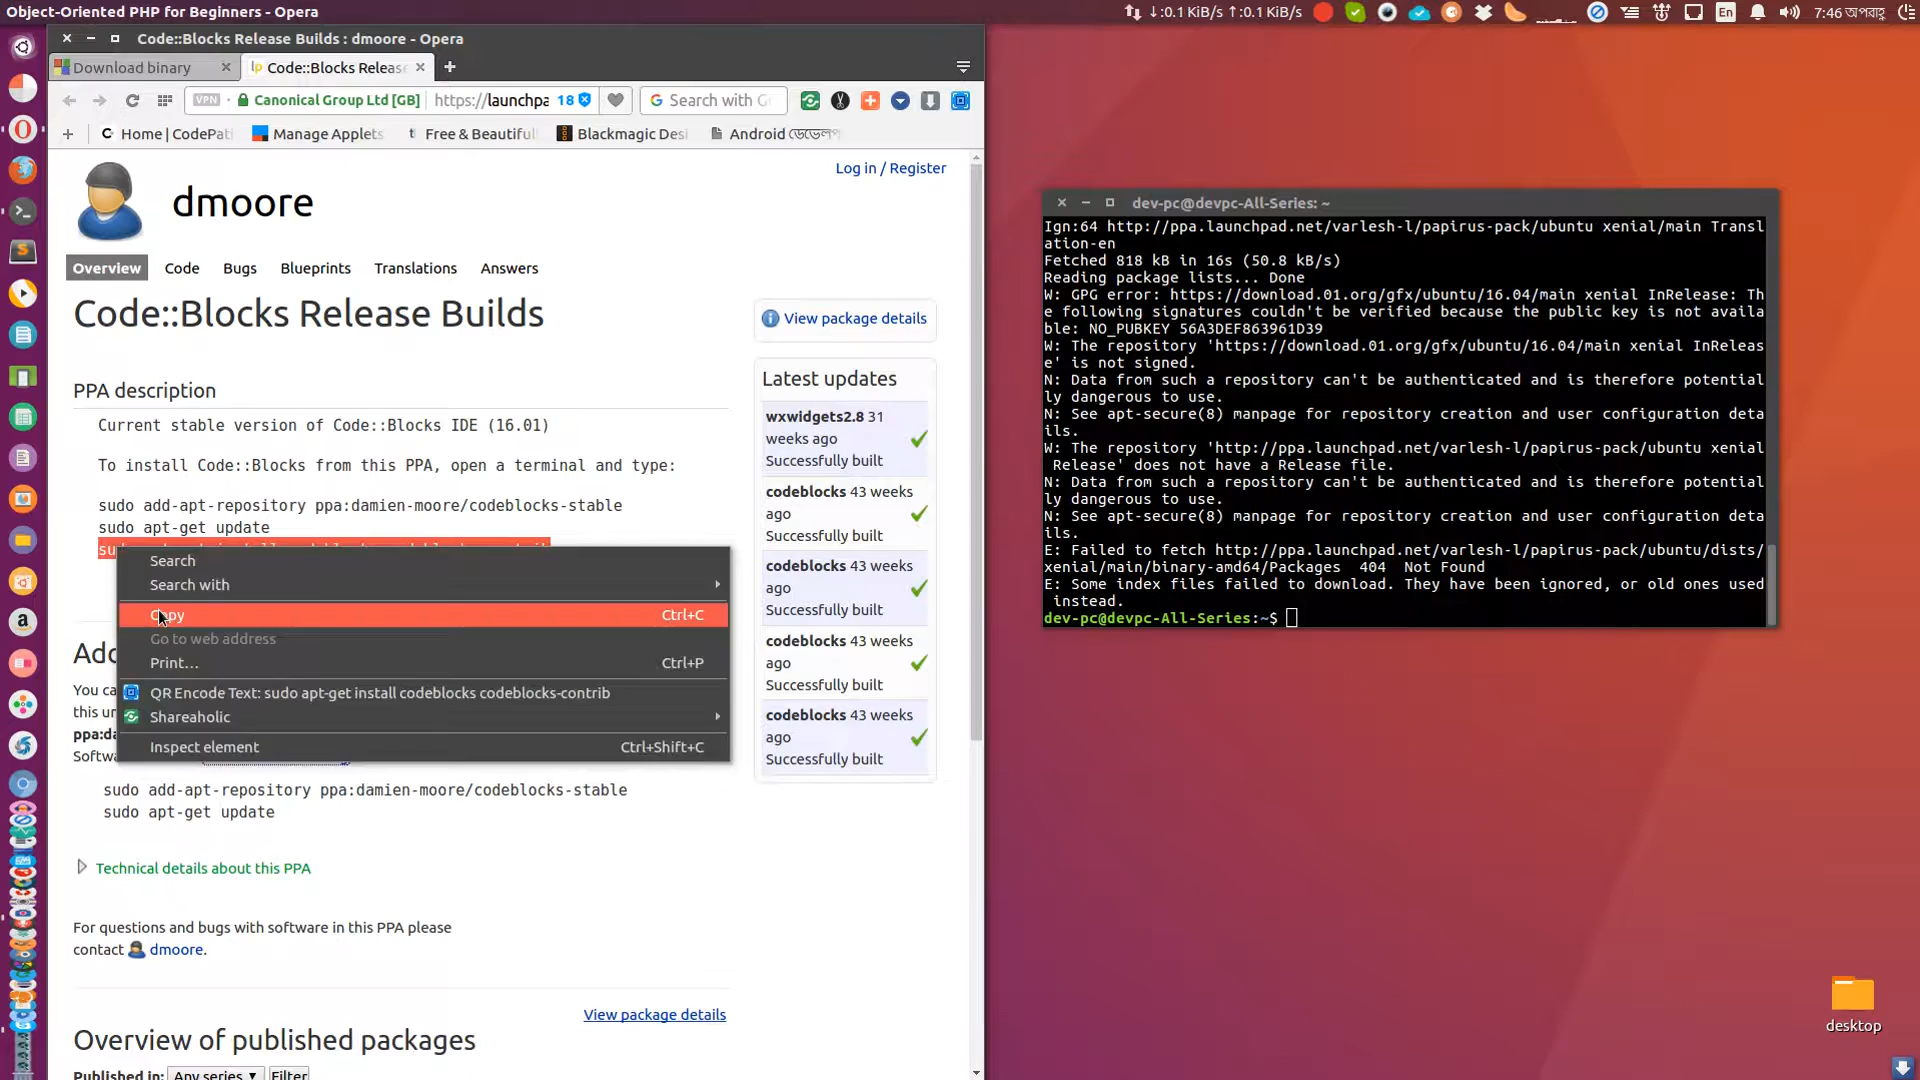 Object-Oriented PHP for Beginners - Opera
↓:0.1 KiB/s ↑:0.1 KiB/s
En
7:46 অপরাহ্ণ
Code::Blocks Release Builds : dmoore - Opera
Download binary
Code::Blocks Releas
VPN
Canonical Group Ltd [GB]
https://launchpa
18
Search with G
Home | CodePat
Manage Applets
Free & Beautiful
Blackmagic Desi
Android ডেভেলপ
Log in / Register
dmoore
Overview
Code
Bugs
Blueprints
Translations
Answers
Code::Blocks Release Builds
View package details
PPA description
Current stable version of Code::Blocks IDE (16.01)
To install Code::Blocks from this PPA, open a terminal and type:
sudo add-apt-repository ppa:damien-moore/codeblocks-stable
sudo apt-get update
su
Search
Search with
Copy Ctrl+C
Go to web address
Print... Ctrl+P
QR Encode Text: sudo apt-get install codeblocks codeblocks-contrib
Shareaholic
Inspect element Ctrl+Shift+C
Add
You ca
this un
ppa:da
Softwa
sudo add-apt-repository ppa:damien-moore/codeblocks-stable
sudo apt-get update
Technical details about this PPA
For questions and bugs with software in this PPA please
contact dmoore.
View package details
Overview of published packages
Published in: Any series ▼ Filter
Latest updates
wxwidgets2.8 31
weeks ago
Successfully built
codeblocks 43 weeks
ago
Successfully built
codeblocks 43 weeks
ago
Successfully built
codeblocks 43 weeks
ago
Successfully built
codeblocks 43 weeks
ago
Successfully built
dev-pc@devpc-All-Series: ~
Ign:64 http://ppa.launchpad.net/varlesh-l/papirus-pack/ubuntu xenial/main Transl
ation-en
Fetched 818 kB in 16s (50.8 kB/s)
Reading package lists... Done
W: GPG error: https://download.01.org/gfx/ubuntu/16.04/main xenial InRelease: Th
e following signatures couldn't be verified because the public key is not availa
ble: NO_PUBKEY 56A3DEF863961D39
W: The repository 'https://download.01.org/gfx/ubuntu/16.04/main xenial InReleas
e' is not signed.
N: Data from such a repository can't be authenticated and is therefore potential
ly dangerous to use.
N: See apt-secure(8) manpage for repository creation and user configuration deta
ils.
W: The repository 'http://ppa.launchpad.net/varlesh-l/papirus-pack/ubuntu xenial
Release' does not have a Release file.
N: Data from such a repository can't be authenticated and is therefore potential
ly dangerous to use.
N: See apt-secure(8) manpage for repository creation and user configuration deta
ils.
E: Failed to fetch http://ppa.launchpad.net/varlesh-l/papirus-pack/ubuntu/dists/
xenial/main/binary-amd64/Packages 404 Not Found
E: Some index files failed to download. They have been ignored, or old ones used
instead.
dev-pc@devpc-All-Series:~$
desktop